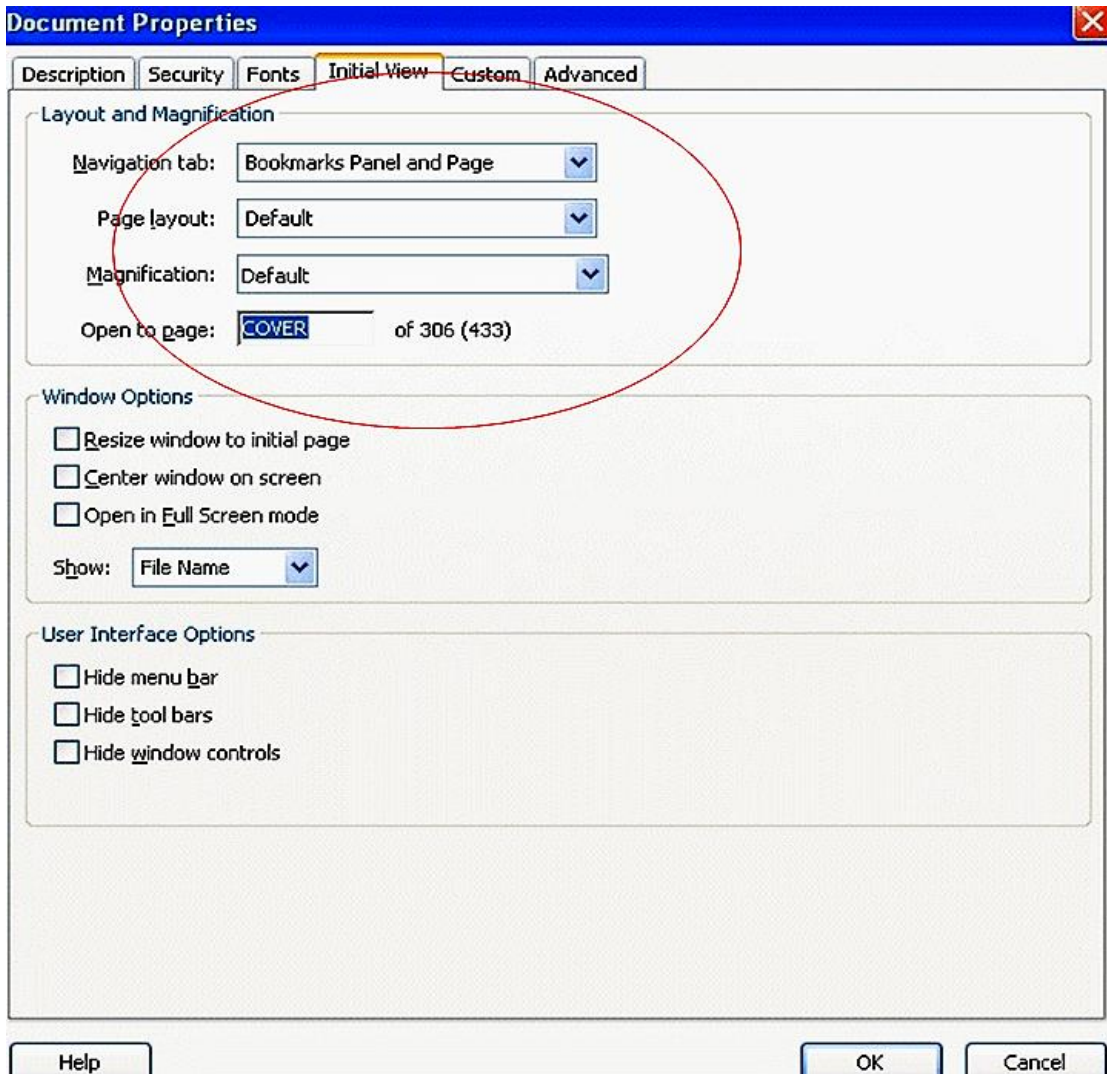 Document Properties
Description Security Fonts Initial View Custom Advanced
Layout and Magnification
Navigation tab: Bookmarks Panel and Page
Page layout: Default
Magnification: Default
Open to page: COVER of 306 (433)
Window Options
Resize window to initial page
Center window on screen
Open in Full Screen mode
Show: File Name
User Interface Options
Hide menu bar
Hide tool bars
Hide window controls
Help OK Cancel